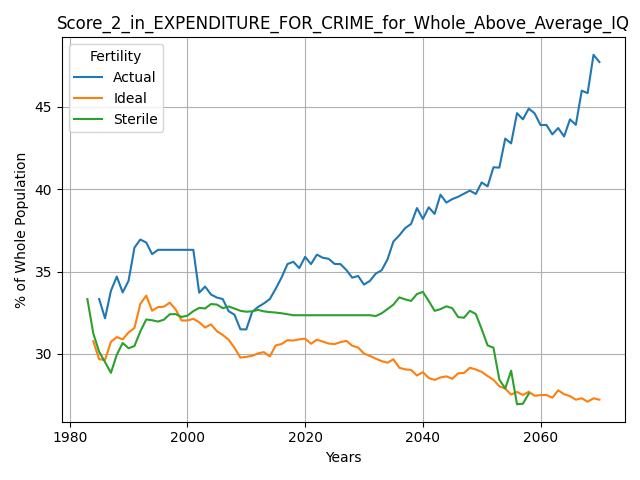 Score_2_in_EXPENDITURE_FOR_CRIME_for_Whole_Above_Average_IQ
Fertility
Actual
Ideal
Sterile
% of Whole Population
45
40
35
30
1980
2000
2020
2040
2060
Years